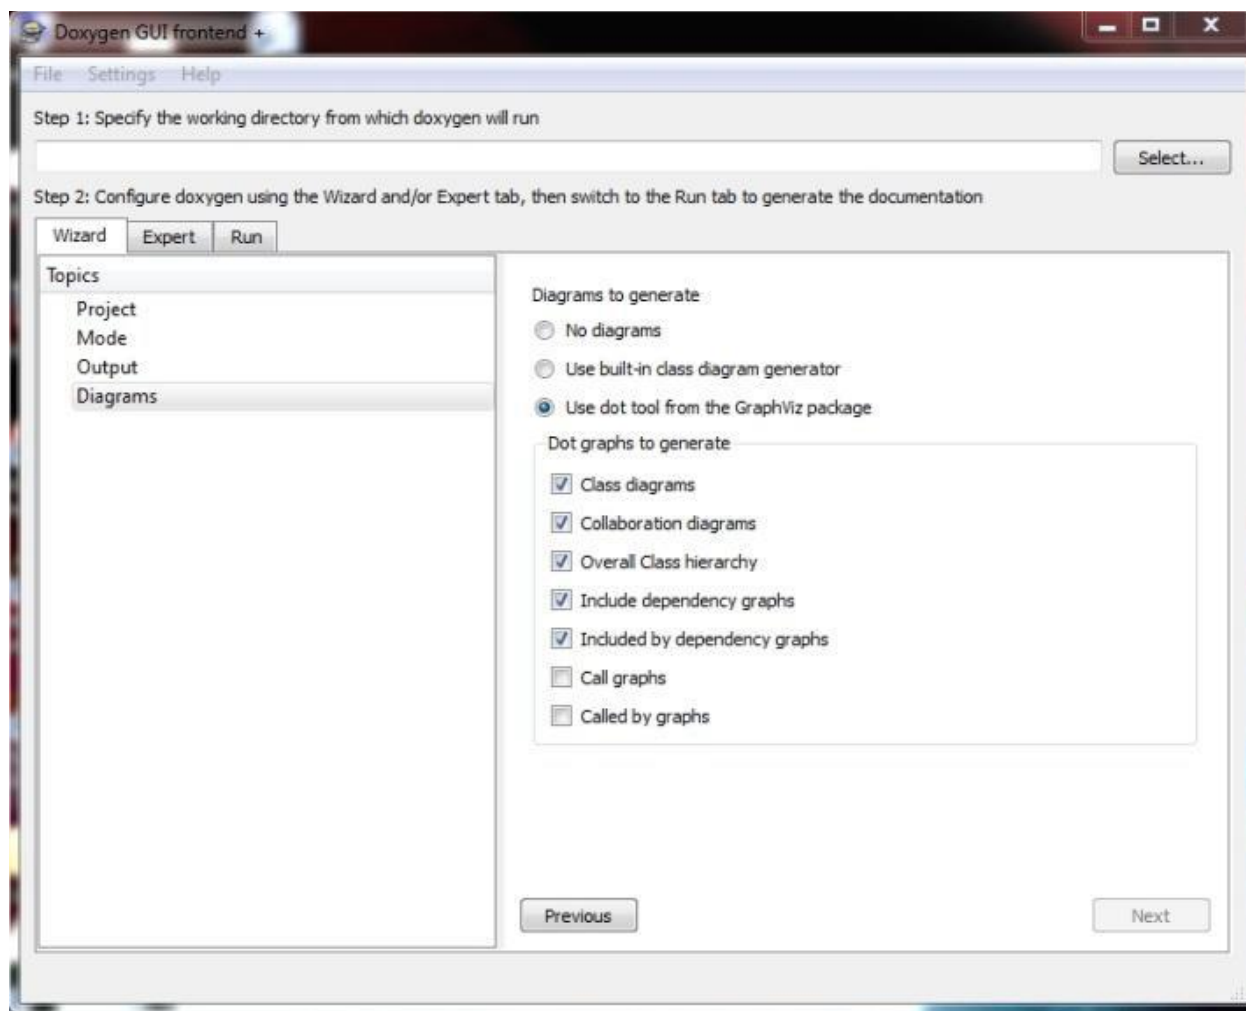 Doxygen GUI frontend +
File Settings Help
Step 1: Specify the working directory from which doxygen will run
Select...
Step 2: Configure doxygen using the Wizard and/or Expert tab, then switch to the Run tab to generate the documentation
Wizard Expert Run
Topics
Project
Mode
Output
Diagrams
Diagrams to generate
No diagrams
Use built-in class diagram generator
Use dot tool from the GraphViz package
Dot graphs to generate
Class diagrams
Collaboration diagrams
Overall Class hierarchy
Include dependency graphs
Included by dependency graphs
Call graphs
Called by graphs
Previous Next